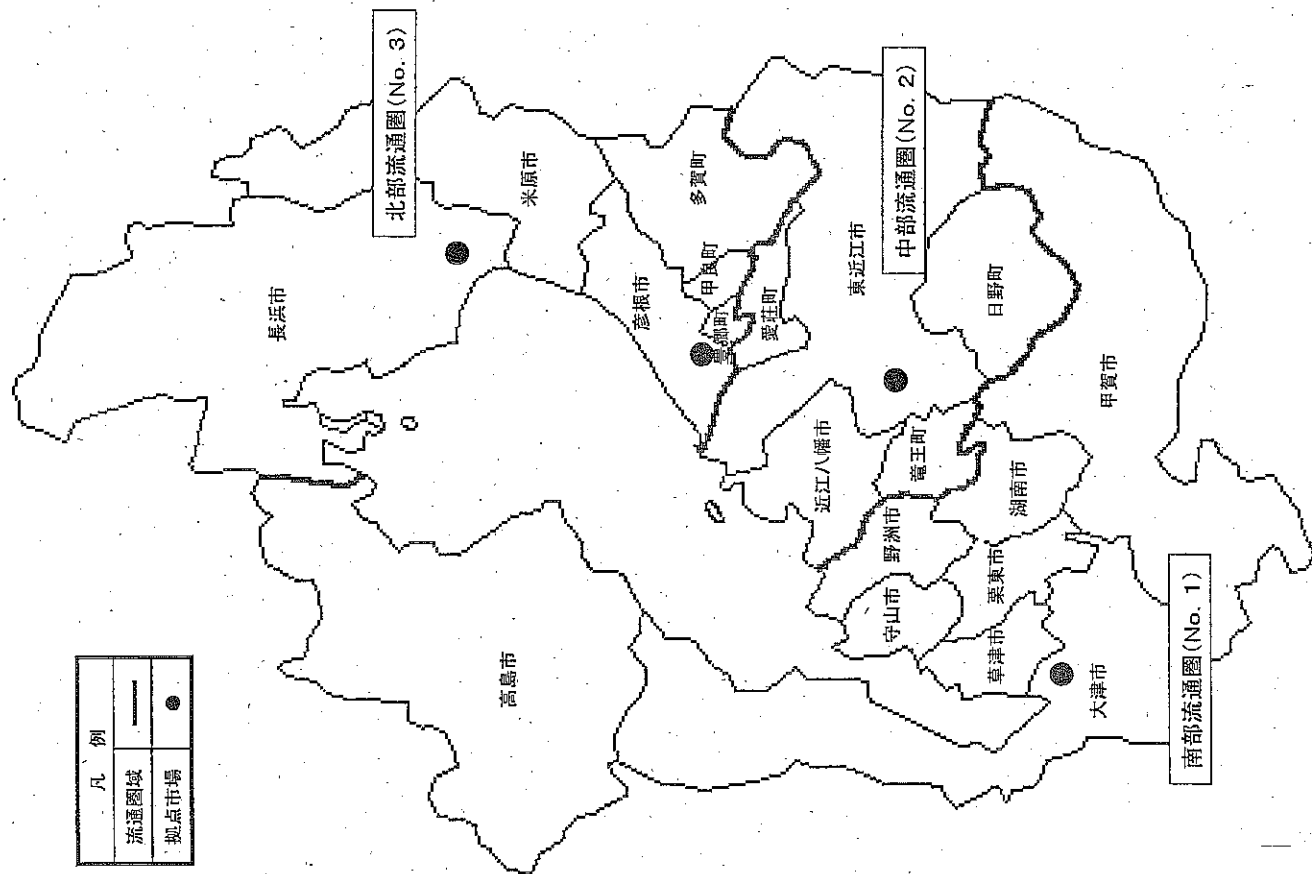 凡例
流通圏域
拠点市場
北部流通圏(No. 3)
長浜市
米原市
高島市
彦根市
多賀町
甲良町
豊郷町
愛荘町
東近江市
中部流通圏(No. 2)
近江八幡市
竜王町
日野町
野洲市
守山市
湖南市
栗東市
草津市
甲賀市
大津市
南部流通圏(No. 1)